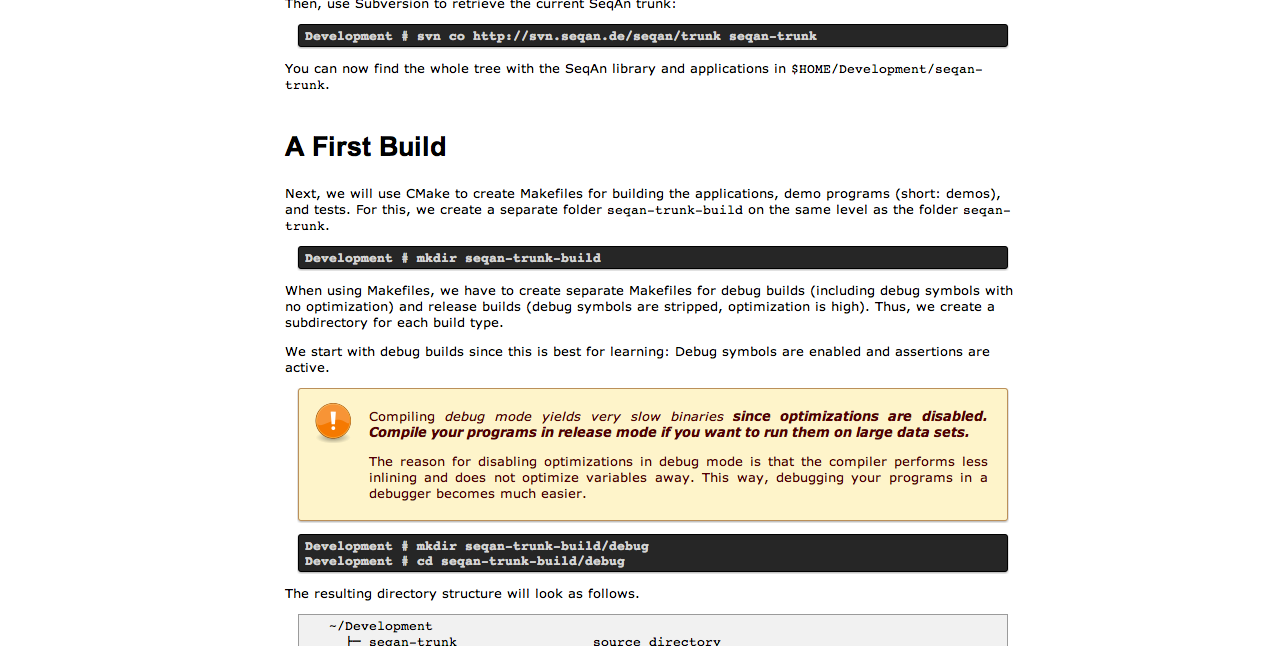 Then, use Subversion to retrieve the current SeqAn trunk:
Development # svn co http://svn.seqan.de/seqan/trunk seqan-trunk
You can now find the whole tree with the SeqAn library and applications in $HOME/Development/seqan-
trunk.
A First Build
Next, we will use CMake to create Makefiles for building the applications, demo programs (short: demos),
and tests. For this, we create a separate folder seqan-trunk-build on the same level as the folder seqan-
trunk.
Development # mkdir seqan-trunk-build
When using Makefiles, we have to create separate Makefiles for debug builds (including debug symbols with
no optimization) and release builds (debug symbols are stripped, optimization is high). Thus, we create a
subdirectory for each build type.
We start with debug builds since this is best for learning: Debug symbols are enabled and assertions are
active.
Compiling debug mode yields very slow binaries since optimizations are disabled.
Compile your programs in release mode if you want to run them on large data sets.
The reason for disabling optimizations in debug mode is that the compiler performs less
inlining and does not optimize variables away. This way, debugging your programs in a
debugger becomes much easier.
Development # mkdir seqan-trunk-build/debug
Development # cd seqan-trunk-build/debug
The resulting directory structure will look as follows.
~/Development
├─ seqan-trunk source directory